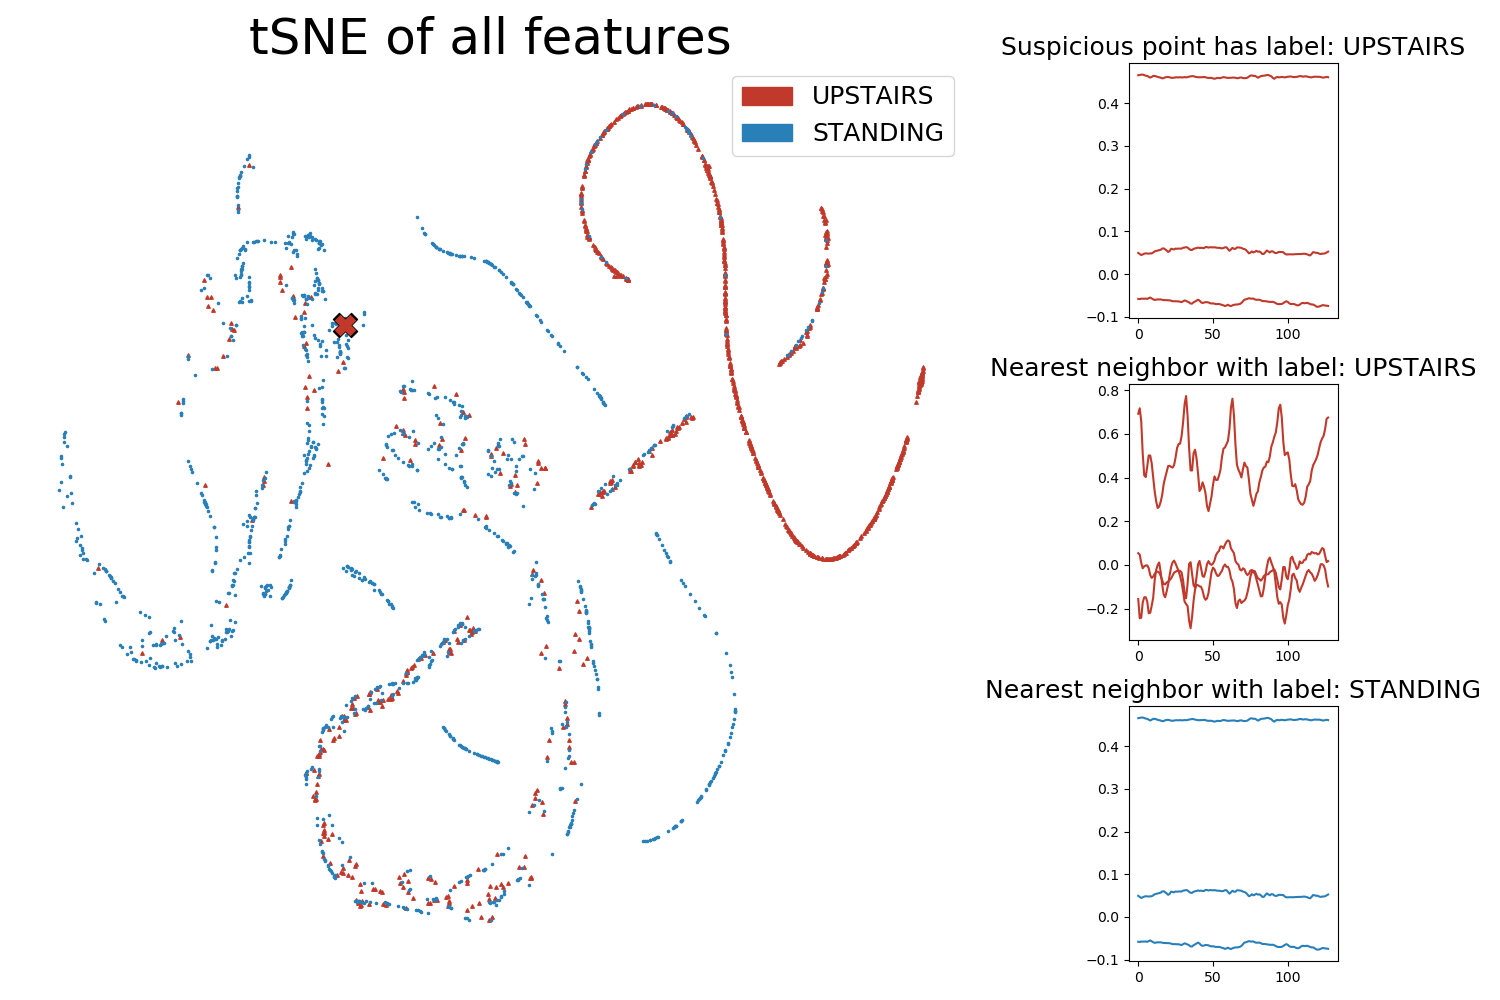 tSNE of all features
UPSTAIRS
STANDING
Suspicious point has label: UPSTAIRS
0.4
0.3
0.2
0.1
0.0
−0.1
0 50 100
Nearest neighbor with label: UPSTAIRS
0.8
0.6
0.4
0.2
0.0
−0.2
0 50 100
Nearest neighbor with label: STANDING
0.4
0.3
0.2
0.1
0.0
−0.1
0 50 100